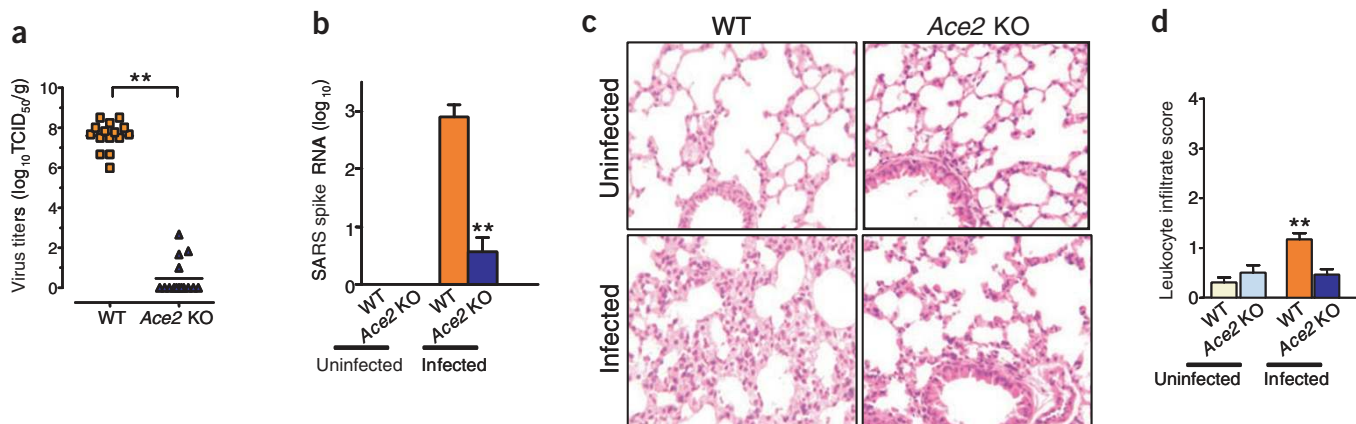 a
Virus titers (log10 TCID50/g)
10
8
6
4
2
0
**
WT Ace2 KO
b
SARS spike RNA (log10)
3
2
1
0
**
WT
Ace2 KO
WT
Ace2 KO
Uninfected
Infected
c
WT
Ace2 KO
Uninfected
Infected
d
Leukocyte infiltrate score
4
3
2
1
0
**
WT
Ace2 KO
WT
Ace2 KO
Uninfected
Infected